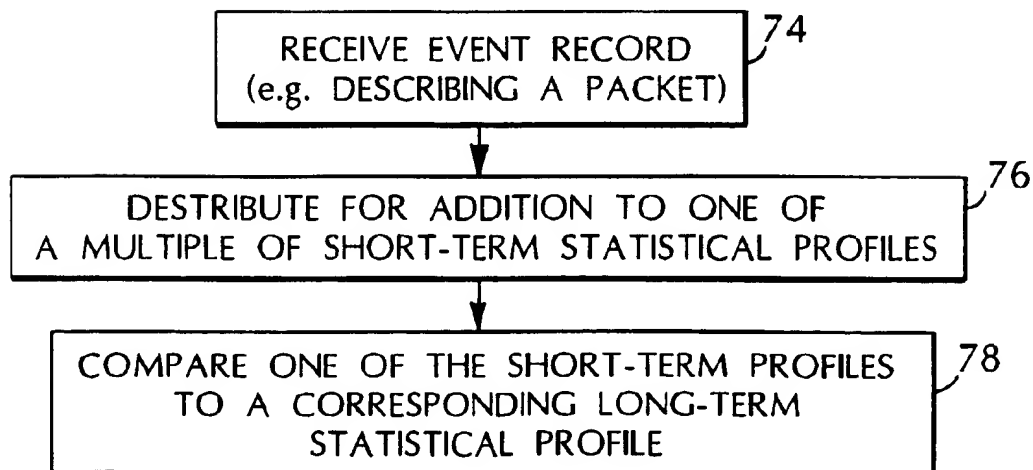 RECEIVE EVENT RECORD
(e.g. DESCRIBING A PACKET)
74
DESTRIBUTE FOR ADDITION TO ONE OF
A MULTIPLE OF SHORT-TERM STATISTICAL PROFILES
76
COMPARE ONE OF THE SHORT-TERM PROFILES
TO A CORRESPONDING LONG-TERM
STATISTICAL PROFILE
78